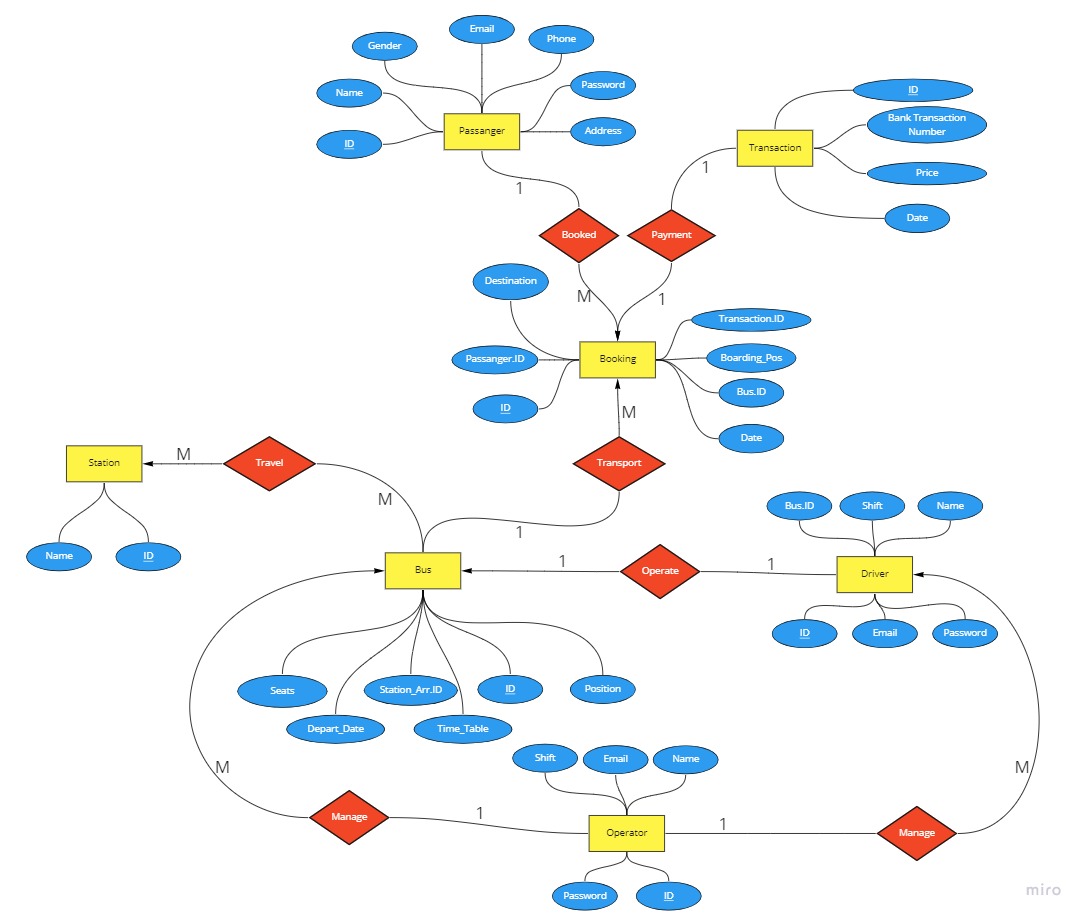 Email
Gender
Phone
Name
Password
Passanger
Address
ID
ID
Bank Transaction
Number
Transaction
Price
Date
1
1
Booked
Payment
M
1
Destination
Transaction.ID
Passanger.ID
Booking
Boarding_Pos
Bus.ID
ID
Date
M
Station
M
Travel
Transport
M
1
Name
ID
Bus.ID
Shift
Name
Bus
1
Operate
1
Driver
ID
Email
Password
Seats
Station_Arr.ID
ID
Position
Depart_Date
Time_Table
M
M
Shift
Email
Name
Manage
1
Operator
1
Manage
Password
ID
miro